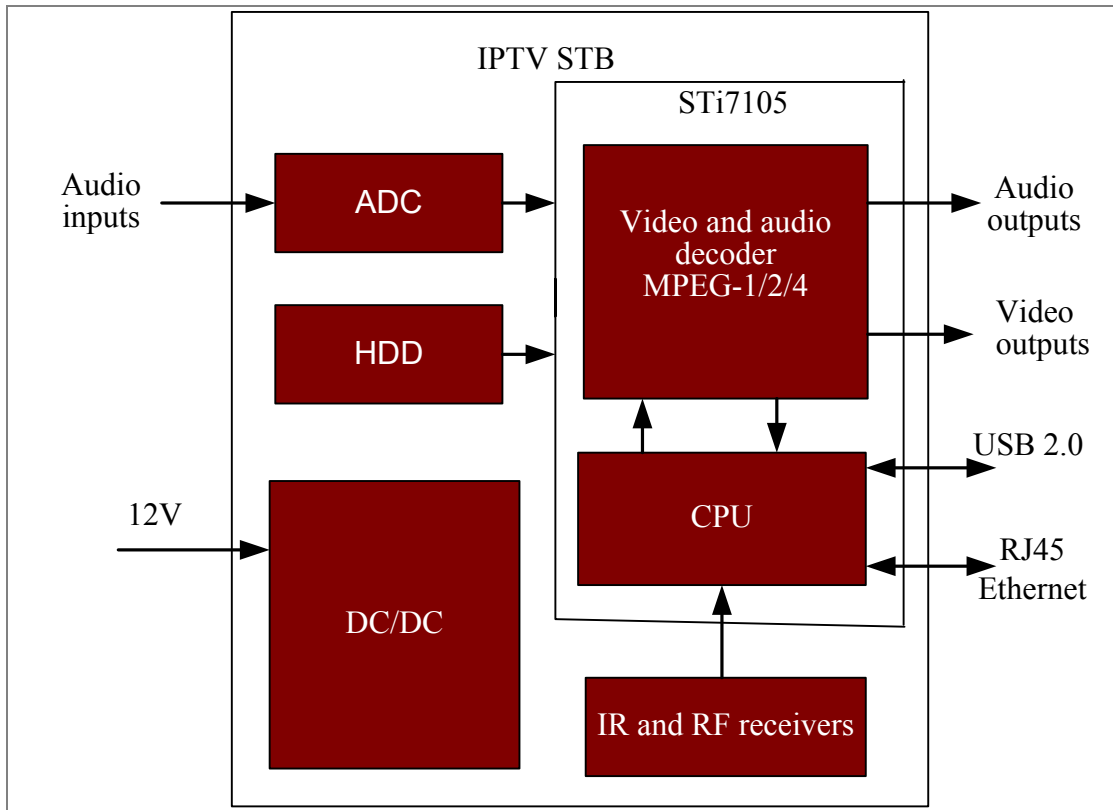 IPTV STB
STi7105
Audio
inputs
ADC
Video and audio
decoder
MPEG-1/2/4
Audio
outputs
HDD
Video
outputs
12V
DC/DC
CPU
USB 2.0
RJ45
Ethernet
IR and RF receivers